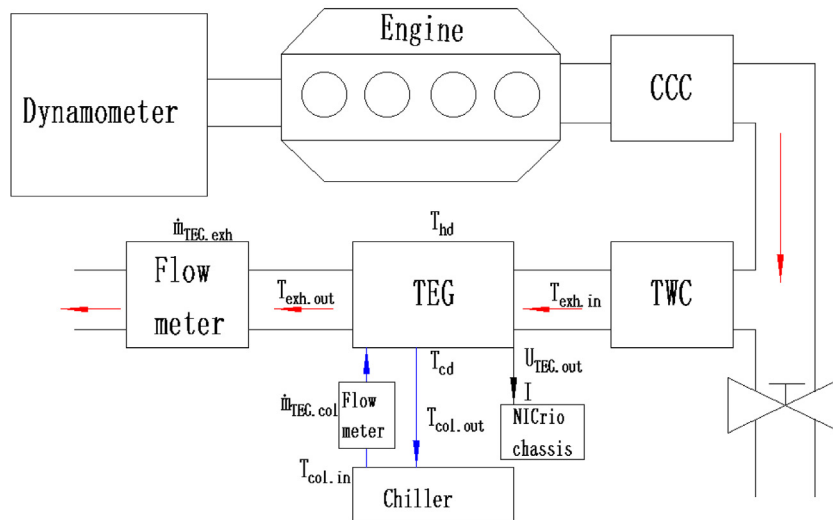 Engine
CCC
Dynamometer
ṁTEG.exh
Thd
Flow
meter
Texh.out
TEG
Texh.in
TWC
Tcd
UTEG.out
I
ṁTEG.col
Flow
meter
Tcol.out
NICrio
chassis
Tcol.in
Chiller